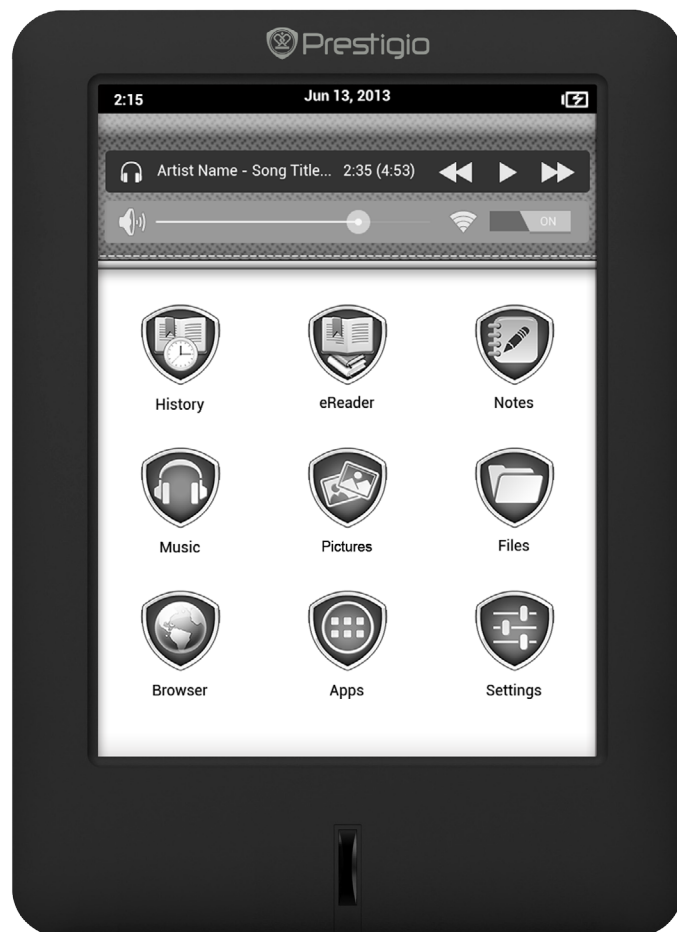 Prestigio
2:15 Jun 13, 2013
Artist Name - Song Title... 2:35 (4:53)
ON
History eReader Notes
Music Pictures Files
Browser Apps Settings